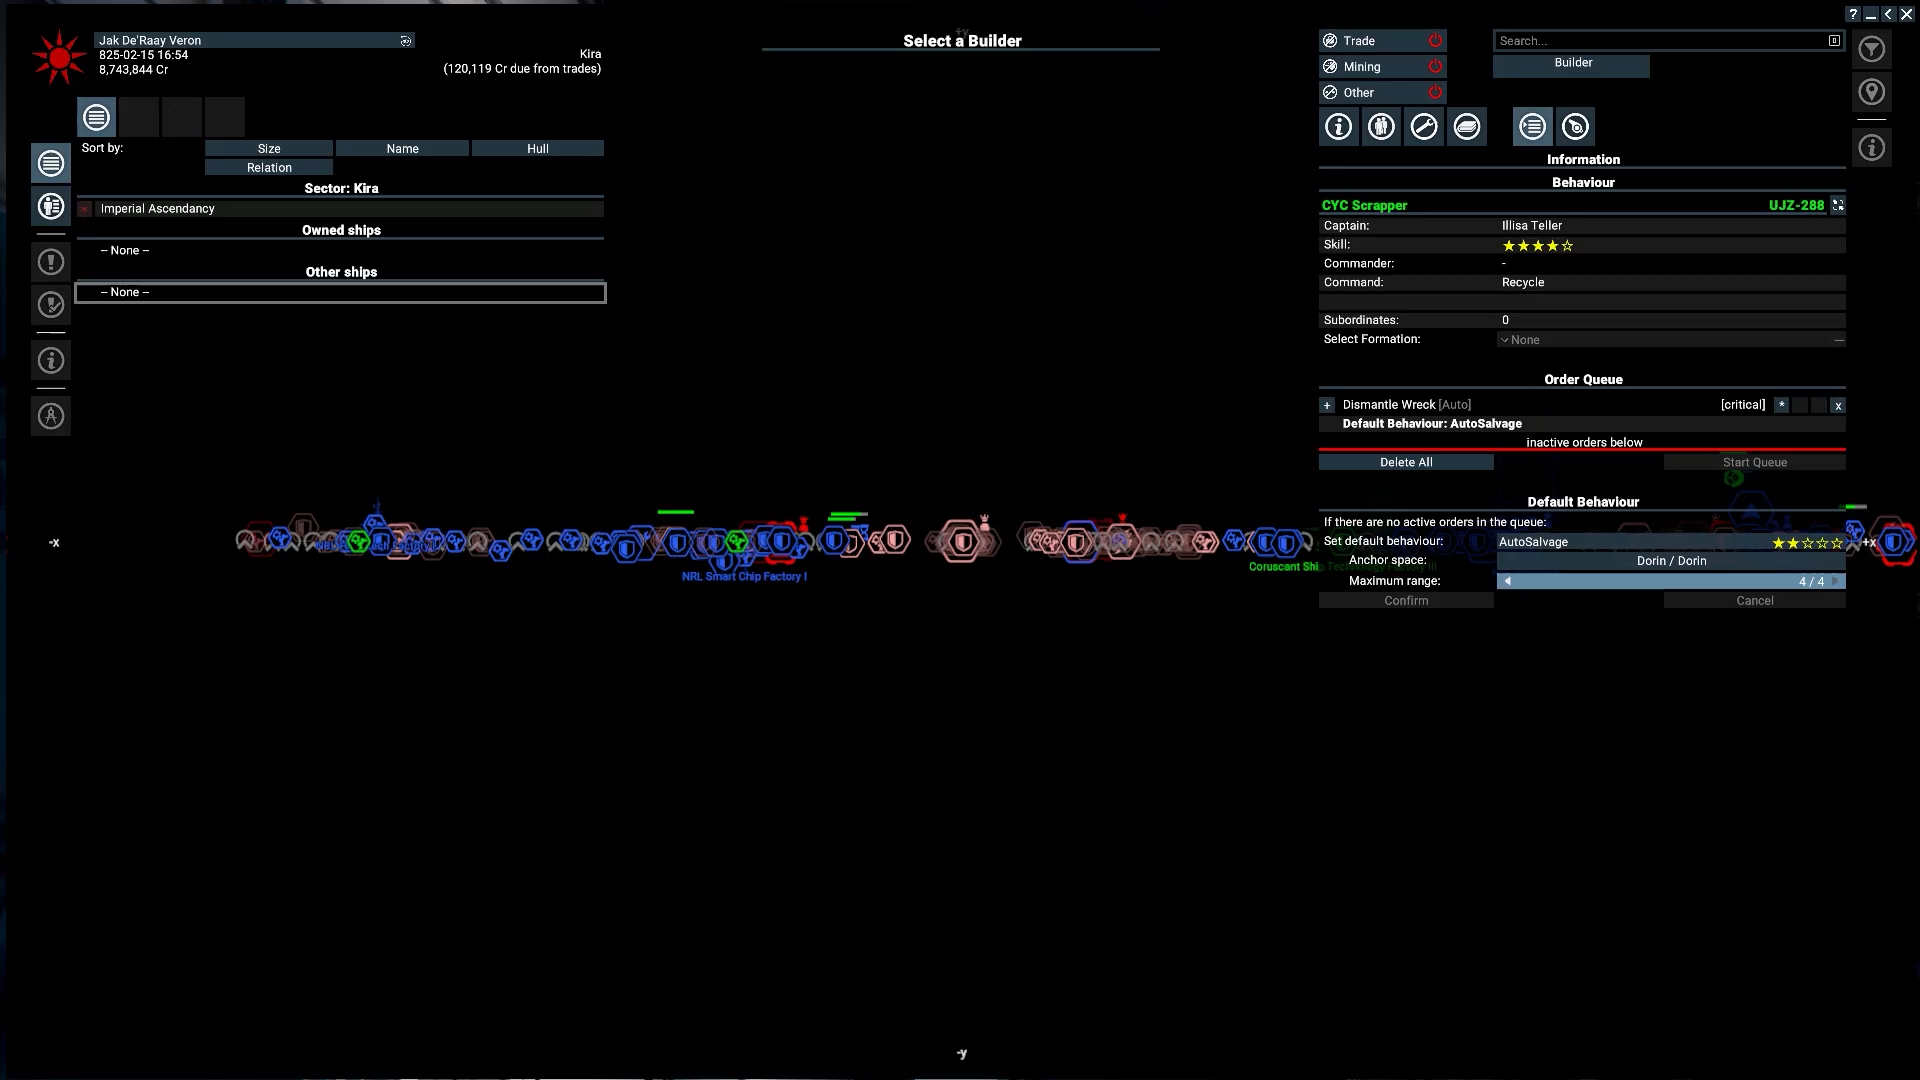 Jak De'Raay Veron
825-02-15 16:54
8,743,844 Cr
Kira
(120,119 Cr due from trades)
Sort by:
Size
Name
Hull
Relation
Sector: Kira
Imperial Ascendancy
Owned ships
-- None --
Other ships
-- None --
Select a Builder
-x
NRL Smart Chip Factory I
Coruscant Shi
+x
-y
Trade
Mining
Other
Search...
Builder
Information
Behaviour
CYC Scrapper
UJZ-288
Captain:
Illisa Teller
Skill:
★★★★☆
Commander:
-
Command:
Recycle
Subordinates:
0
Select Formation:
None
Order Queue
+ Dismantle Wreck [Auto]
[critical]
*
x
Default Behaviour: AutoSalvage
inactive orders below
Delete All
Start Queue
Default Behaviour
If there are no active orders in the queue:
Set default behaviour:
AutoSalvage
★★☆☆☆
Anchor space:
Dorin / Dorin
Maximum range:
4 / 4
Confirm
Cancel